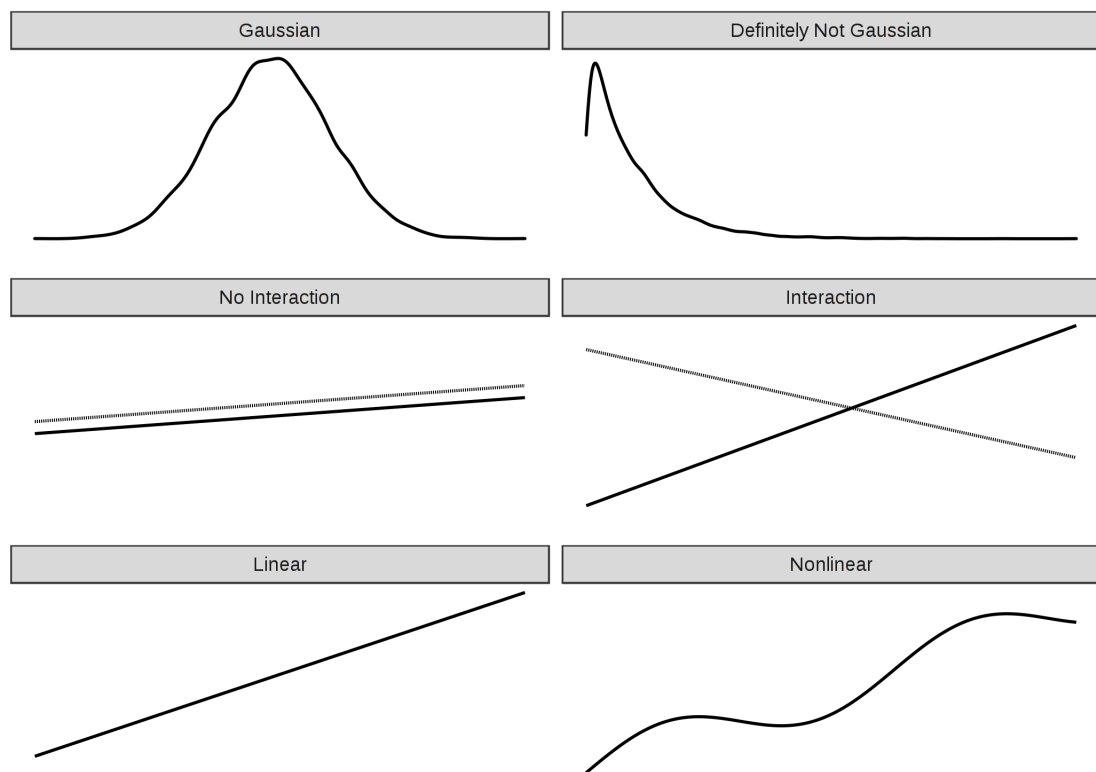 Gaussian
Definitely Not Gaussian
No Interaction
Interaction
Linear
Nonlinear